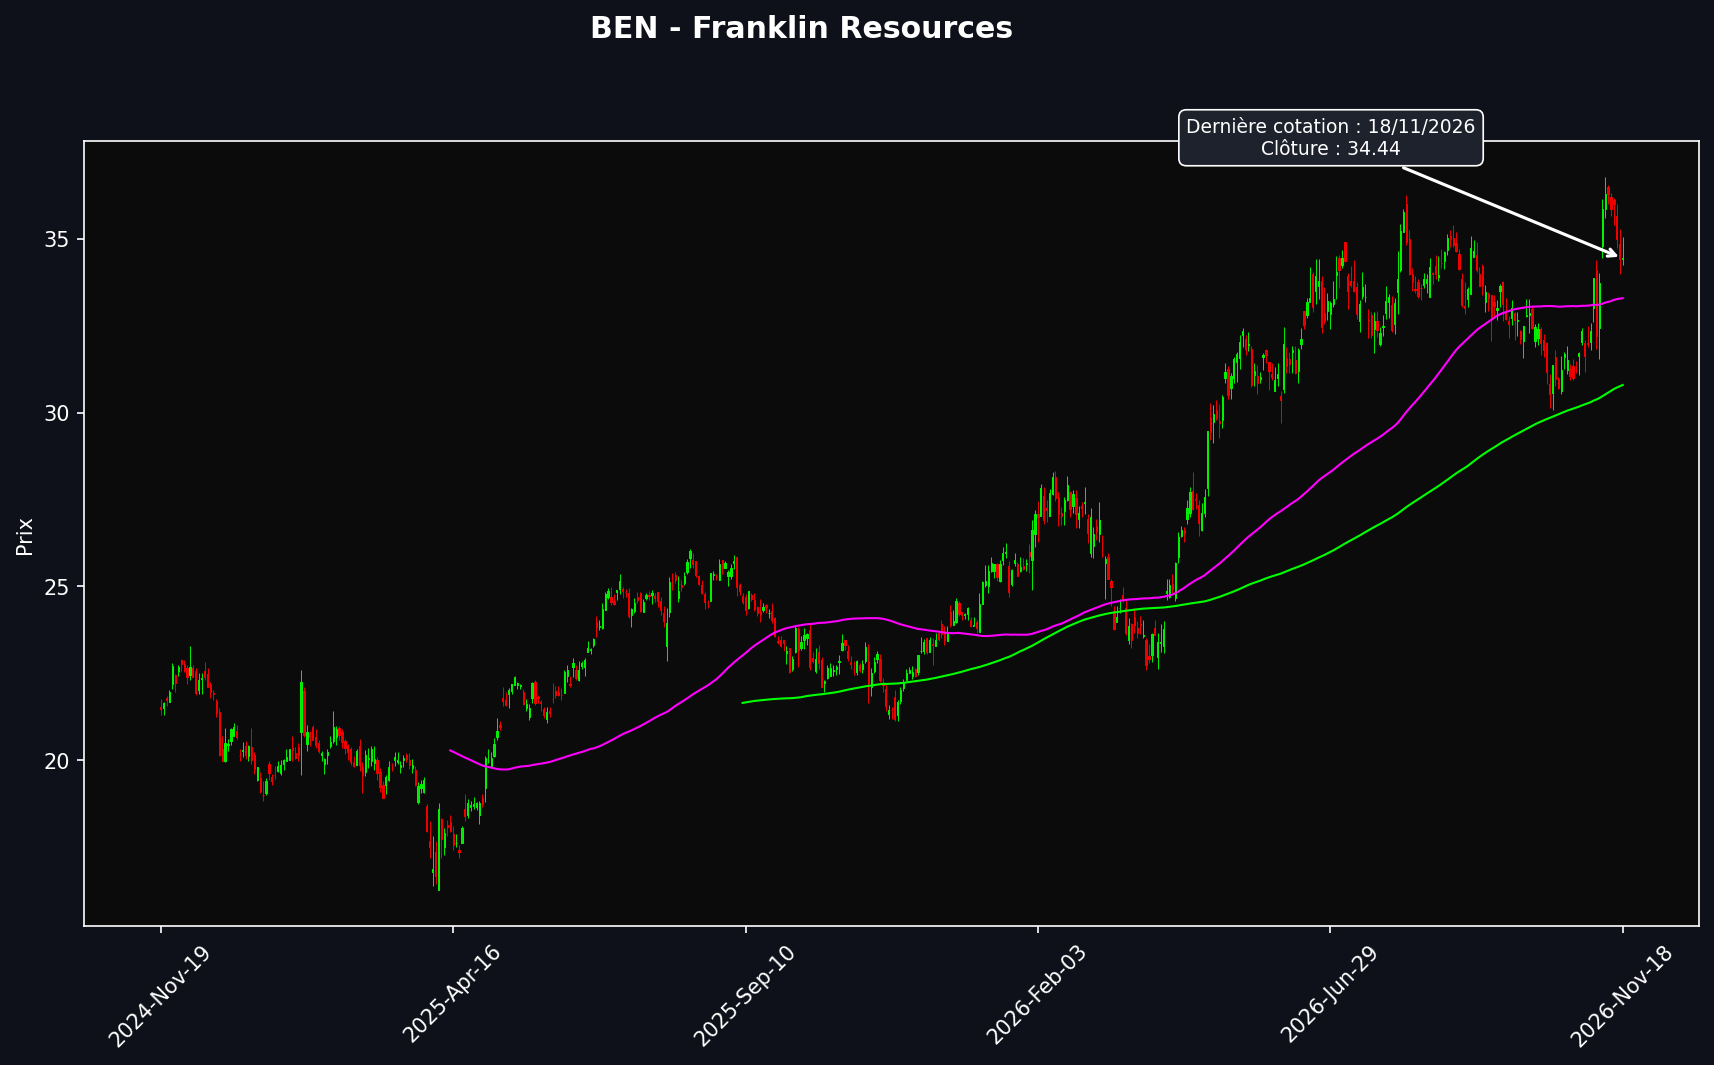 BEN - Franklin Resources
Dernière cotation : 18/11/2026
Clôture : 34.44
Prix
35
30
25
20
2024-Nov-19
2025-Apr-16
2025-Sep-10
2026-Feb-03
2026-Jun-29
2026-Nov-18